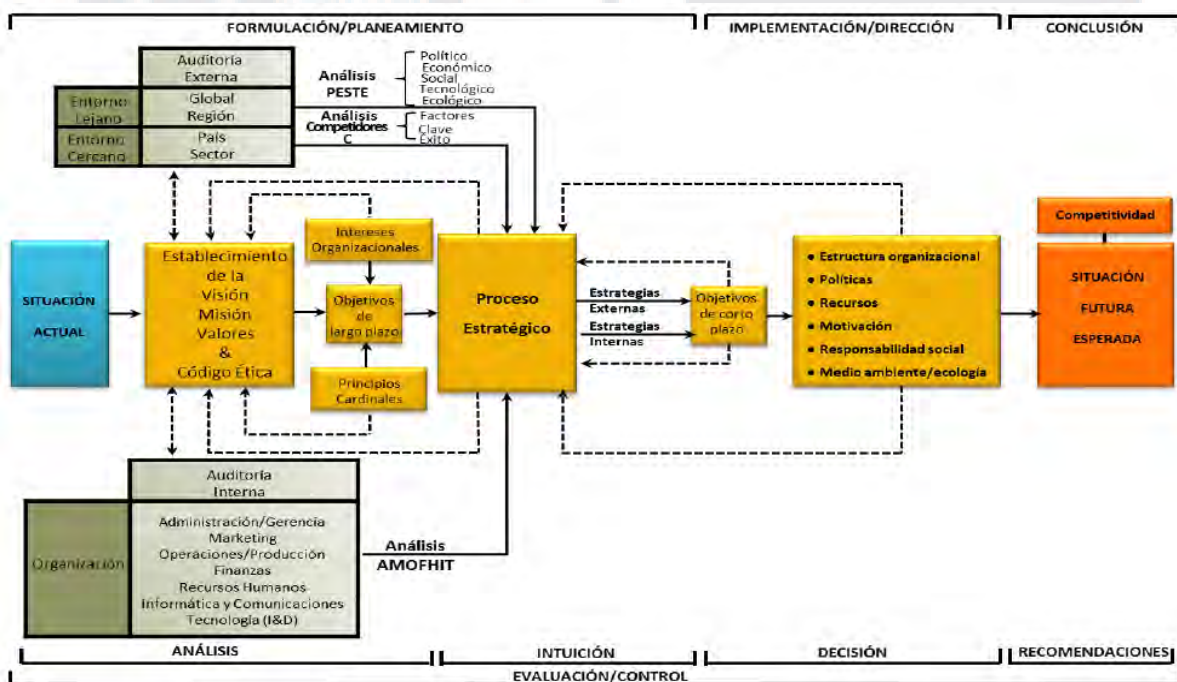 FORMULACIÓN/PLANEAMIENTO
IMPLEMENTACIÓN/DIRECCIÓN
CONCLUSIÓN
Auditoría
Externa
Entorno
Lejano
Global
Región
Entorno
Cercano
País
Sector
Análisis
PESTE
Político
Económico
Social
Tecnológico
Ecológico
Análisis
Competidores
C
Factores
Clave
Éxito
SITUACIÓN
ACTUAL
Establecimiento
de la
Visión
Misión
Valores
&
Código Ética
Intereses
Organizacionales
Objetivos
de
largo plazo
Principios
Cardinales
Proceso
Estratégico
Estrategias
Externas
Estrategias
Internas
Objetivos
de corto
plazo
• Estructura organizacional
• Políticas
• Recursos
• Motivación
• Responsabilidad social
• Medio ambiente/ecología
Competitividad
SITUACIÓN
FUTURA
ESPERADA
Auditoría
Interna
Organización
Administración/Gerencia
Marketing
Operaciones/Producción
Finanzas
Recursos Humanos
Informática y Comunicaciones
Tecnología (I&D)
Análisis
AMOFHIT
ANÁLISIS
INTUICIÓN
DECISIÓN
RECOMENDACIONES
EVALUACIÓN/CONTROL